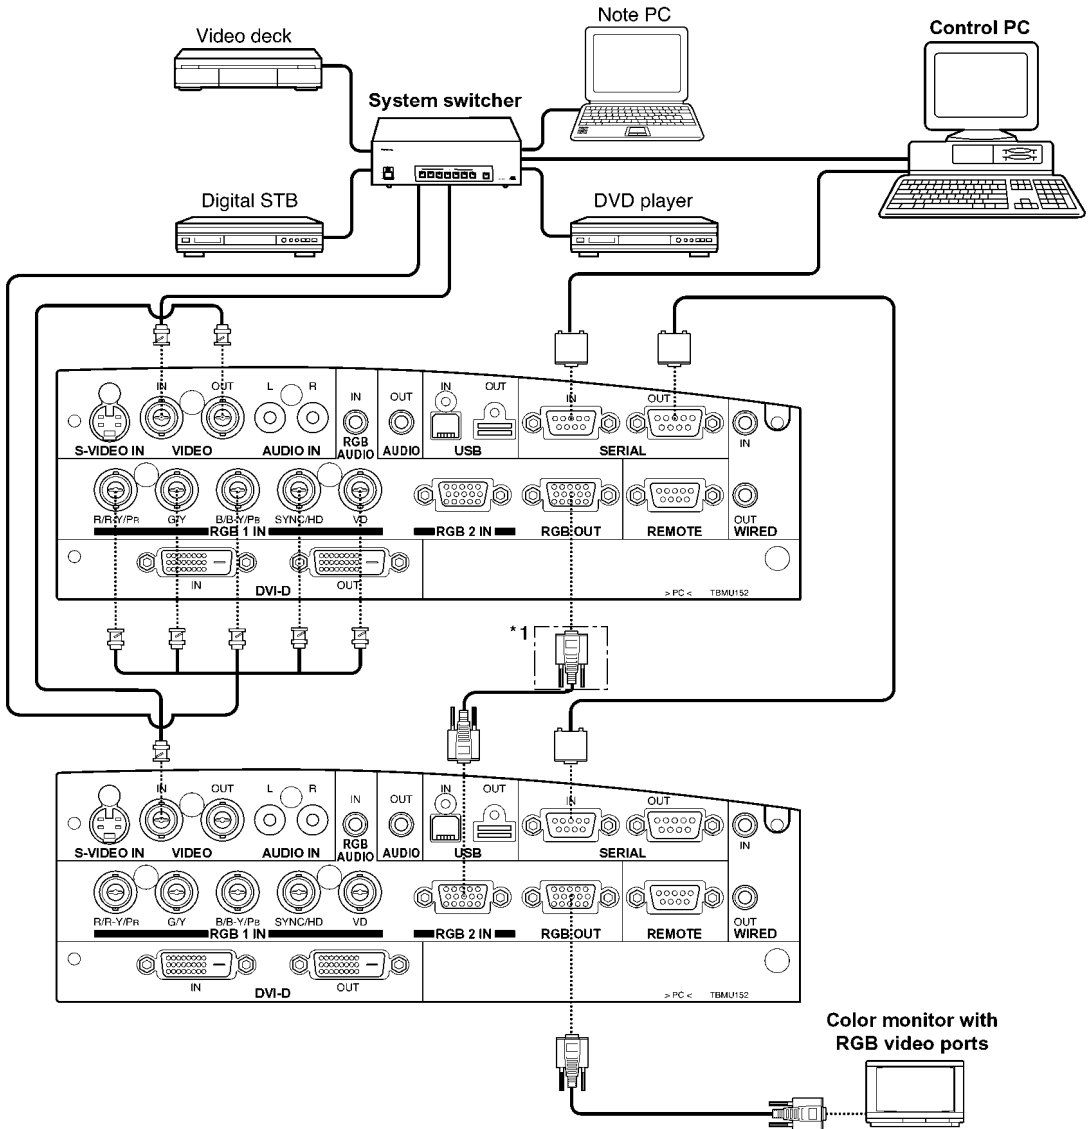 Note PC
Control PC
Video deck
System switcher
Digital STB
DVD player
IN OUT L R IN OUT IN OUT IN OUT
IN
S-VIDEO IN VIDEO AUDIO IN RGB AUDIO AUDIO USB SERIAL
R/R-Y/PR G/Y B/B-Y/PB SYNC/HD VD
RGB 1 IN RGB 2 IN RGB OUT REMOTE
OUT
WIRED
IN OUT
DVI-D
> PC < TBMU152
*1
IN OUT L R IN OUT IN OUT IN OUT
IN
S-VIDEO IN VIDEO AUDIO IN RGB AUDIO AUDIO USB SERIAL
R/R-Y/PR G/Y B/B-Y/PB SYNC/HD VD
RGB 1 IN RGB 2 IN RGB OUT REMOTE
OUT
WIRED
IN OUT
DVI-D
> PC < TBMU152
Color monitor with
RGB video ports